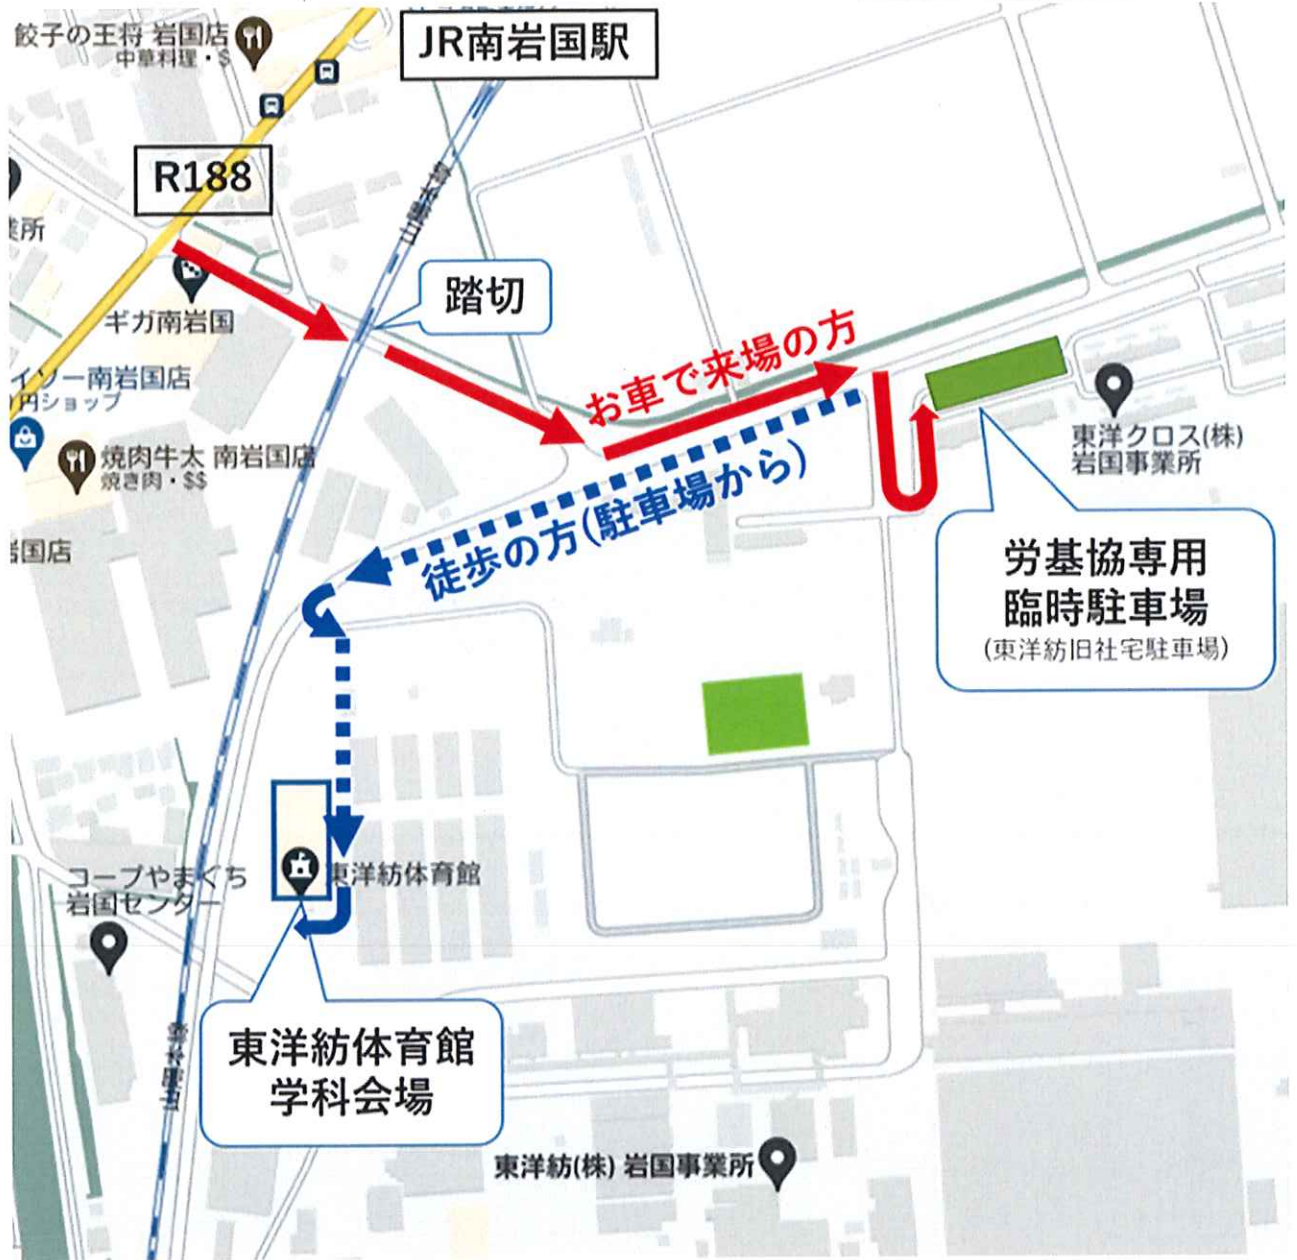 餃子の王将 岩国店
中華料理・$
JR南岩国駅
R188
業所
山陽本線
踏切
ギガ南岩国
イソー南岩国店
円ショップ
お車で来場の方
焼肉牛太 南岩国店
焼き肉・$$
東洋クロス(株)
岩国事業所
徒歩の方(駐車場から)
岩国店
労基協専用
臨時駐車場
(東洋紡旧社宅駐車場)
コープやまぐち
岩国センター
東洋紡体育館
東洋紡体育館
学科会場
山陽本線
東洋紡(株) 岩国事業所